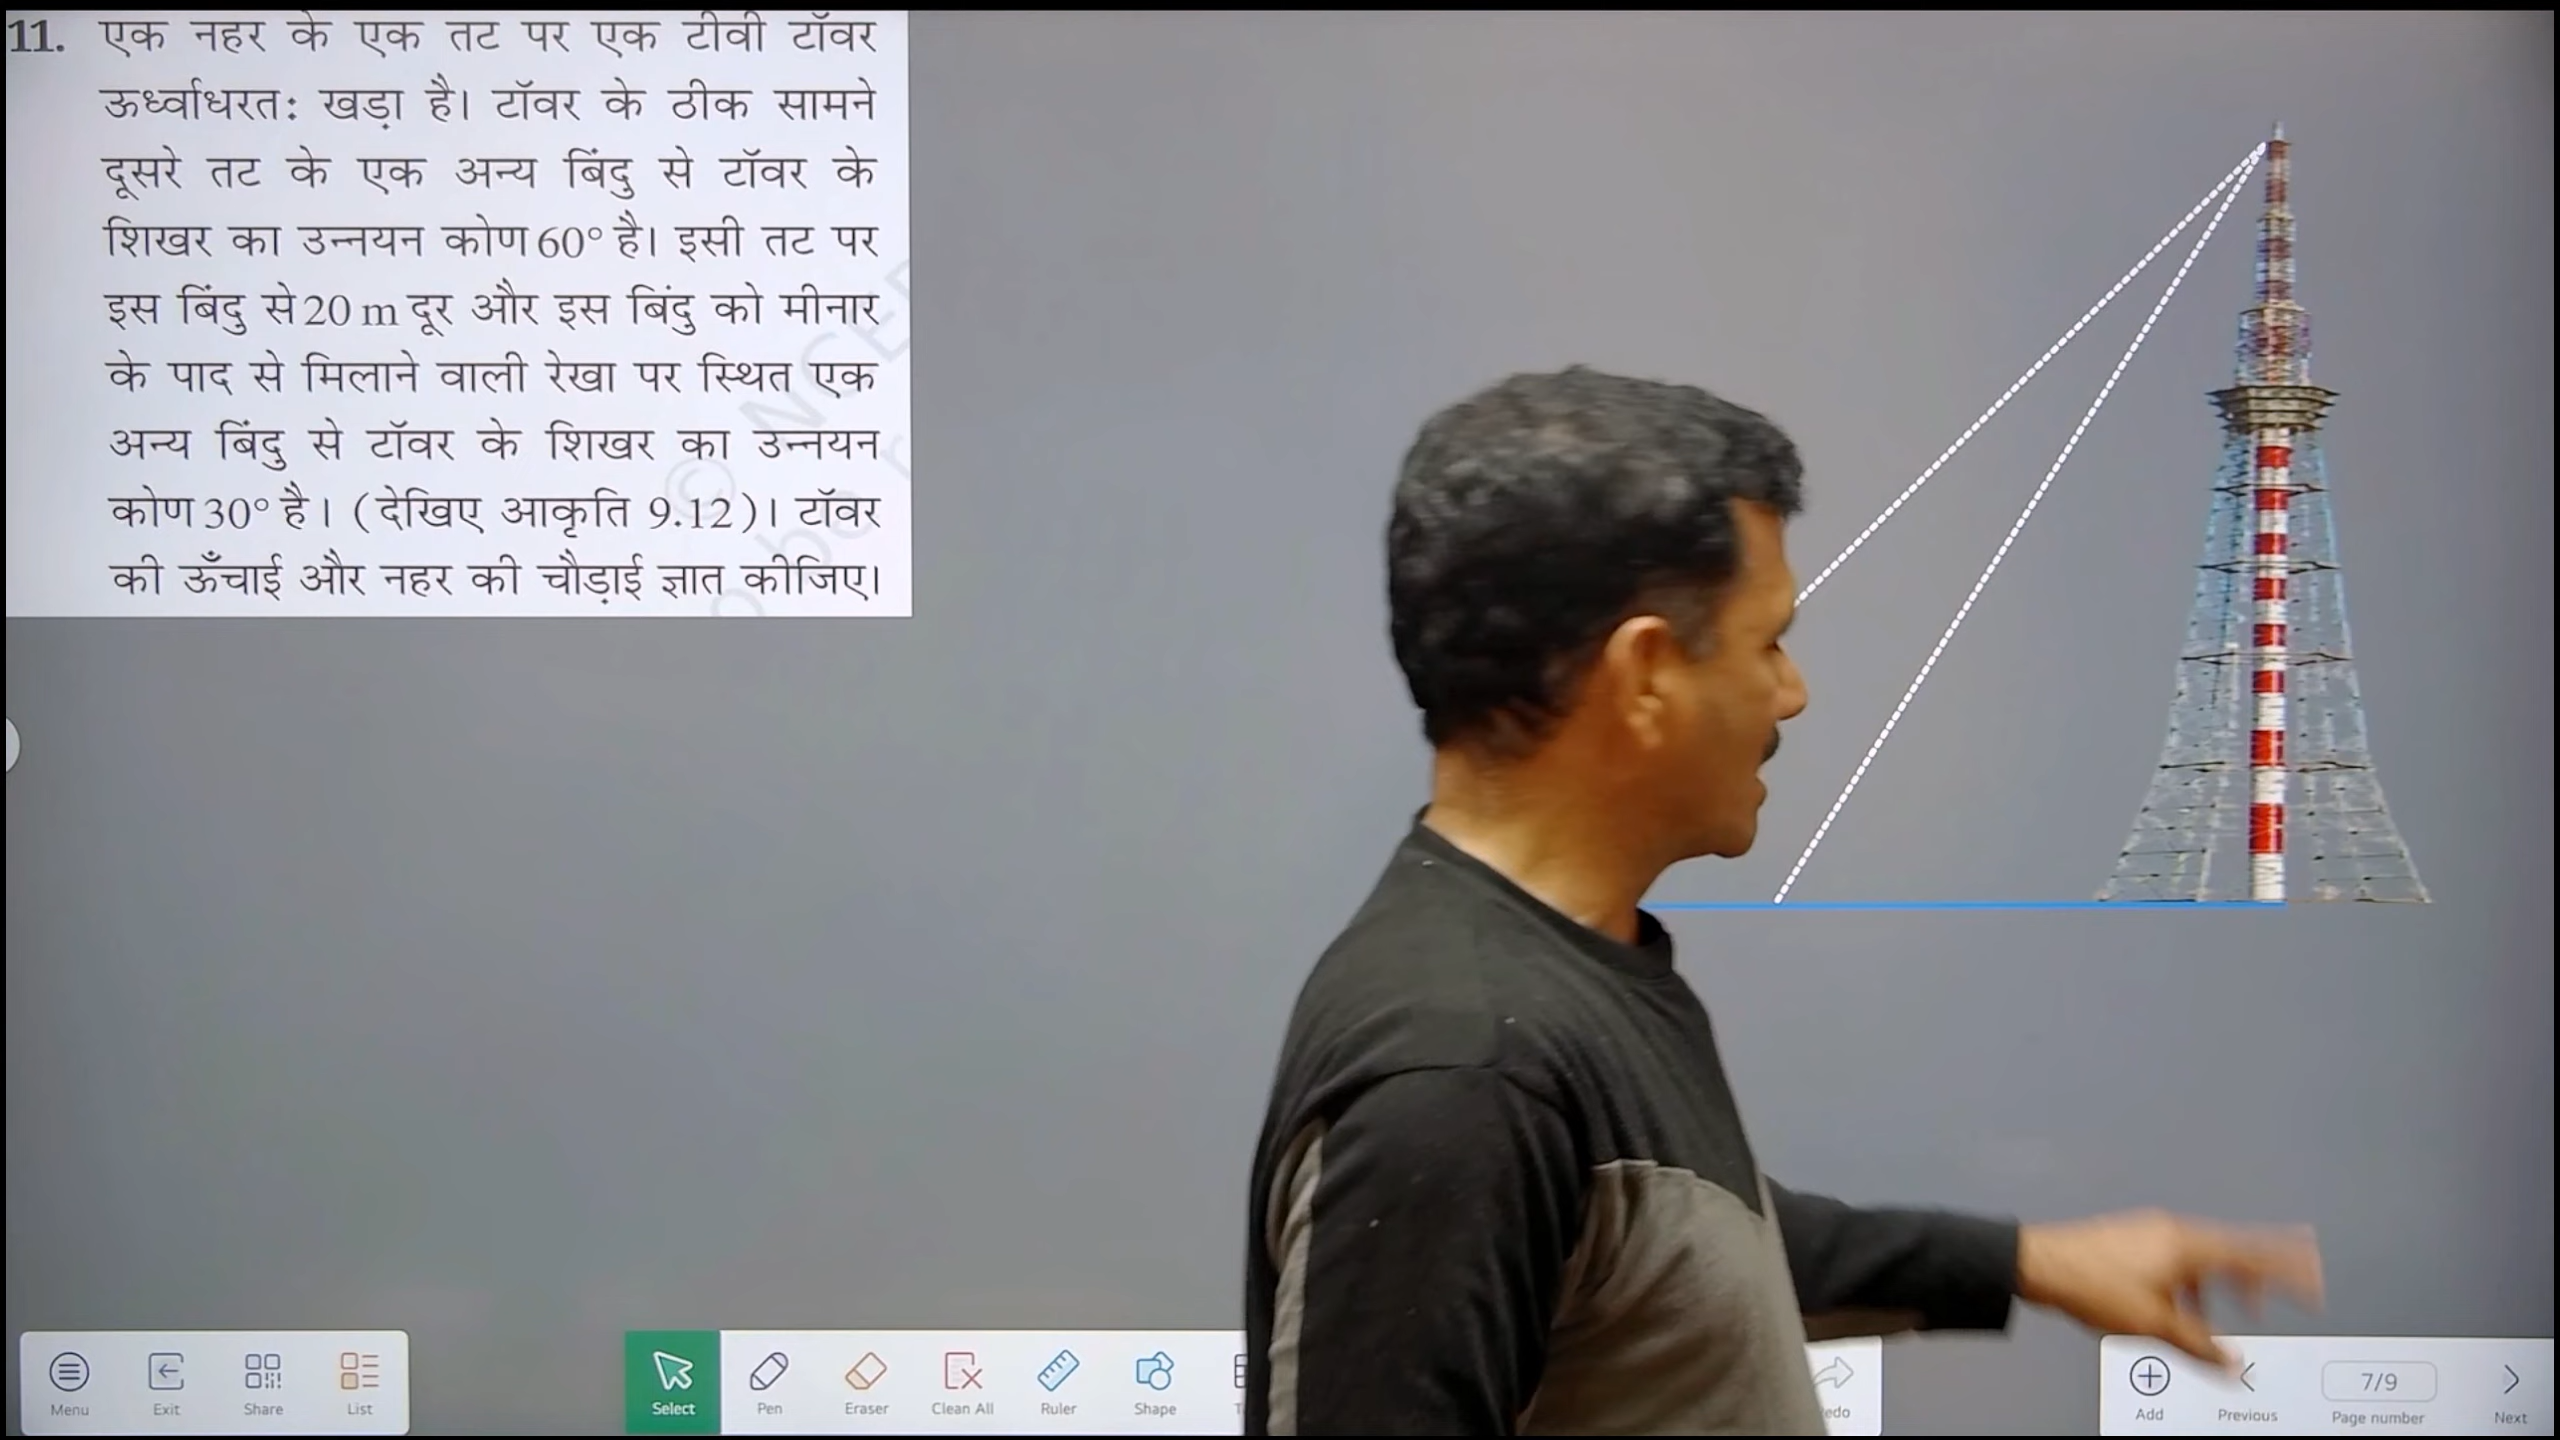 11. एक नहर के एक तट पर एक टीवी टॉवर
ऊर्ध्वाधरतः खड़ा है। टॉवर के ठीक सामने
दूसरे तट के एक अन्य बिंदु से टॉवर के
शिखर का उन्नयन कोण 60° है। इसी तट पर
इस बिंदु से 20 m दूर और इस बिंदु को मीनार
के पाद से मिलाने वाली रेखा पर स्थित एक
अन्य बिंदु से टॉवर के शिखर का उन्नयन
कोण 30° है। (देखिए आकृति 9.12)। टॉवर
की ऊँचाई और नहर की चौड़ाई ज्ञात कीजिए।
Menu Exit Share List Select Pen Eraser Clean All Ruler Shape Add Previous 7/9 Page number Next